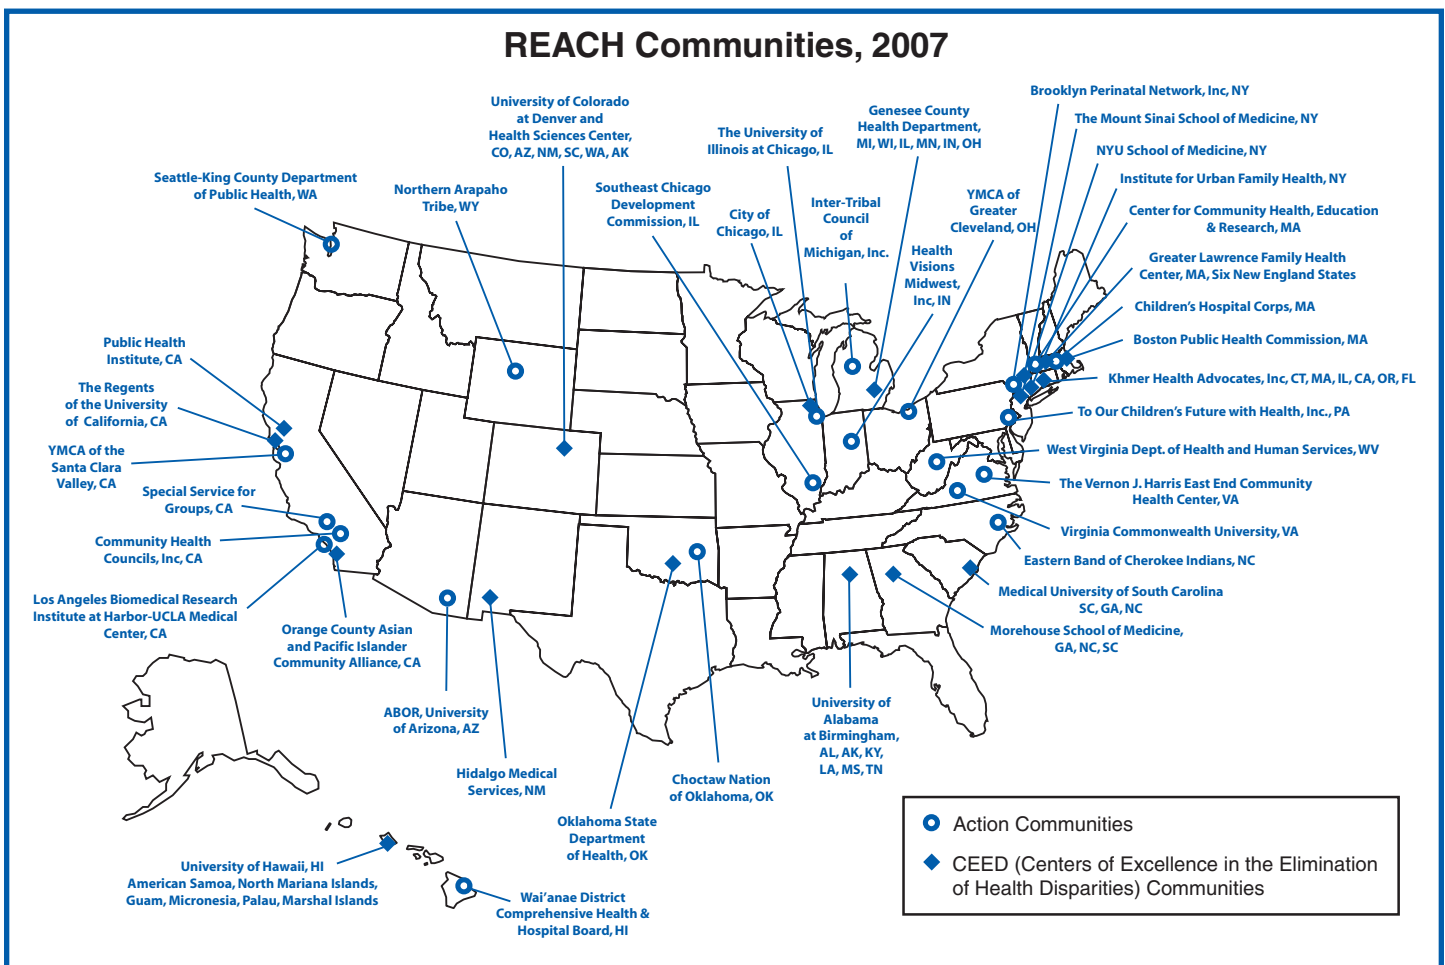 REACH Communities, 2007
University of Colorado
at Denver and
Health Sciences Center,
CO, AZ, NM, SC, WA, AK
Seattle-King County Department
of Public Health, WA
Northern Arapaho
Tribe, WY
Southeast Chicago
Development
Commission, IL
The University of
Illinois at Chicago, IL
City of
Chicago, IL
Genesee County
Health Department,
MI, WI, IL, MN, IN, OH
Inter-Tribal
Council
of
Michigan, Inc.
Health
Visions
Midwest,
Inc, IN
YMCA of
Greater
Cleveland, OH
Brooklyn Perinatal Network, Inc, NY
The Mount Sinai School of Medicine, NY
NYU School of Medicine, NY
Institute for Urban Family Health, NY
Center for Community Health, Education
& Research, MA
Greater Lawrence Family Health
Center, MA, Six New England States
Children's Hospital Corps, MA
Boston Public Health Commission, MA
Khmer Health Advocates, Inc, CT, MA, IL, CA, OR, FL
To Our Children's Future with Health, Inc., PA
West Virginia Dept. of Health and Human Services, WV
The Vernon J. Harris East End Community
Health Center, VA
Virginia Commonwealth University, VA
Eastern Band of Cherokee Indians, NC
Medical University of South Carolina
SC, GA, NC
Morehouse School of Medicine,
GA, NC, SC
Public Health
Institute, CA
The Regents
of the University
of California, CA
YMCA of the
Santa Clara
Valley, CA
Special Service for
Groups, CA
Community Health
Councils, Inc, CA
Los Angeles Biomedical Research
Institute at Harbor-UCLA Medical
Center, CA
Orange County Asian
and Pacific Islander
Community Alliance, CA
ABOR, University
of Arizona, AZ
Hidalgo Medical
Services, NM
Oklahoma State
Department
of Health, OK
Choctaw Nation
of Oklahoma, OK
University of
Alabama
at Birmingham,
AL, AK, KY,
LA, MS, TN
University of Hawaii, HI
American Samoa, North Mariana Islands,
Guam, Micronesia, Palau, Marshal Islands
Wai'anae District
Comprehensive Health &
Hospital Board, HI
Action Communities
CEED (Centers of Excellence in the Elimination
of Health Disparities) Communities